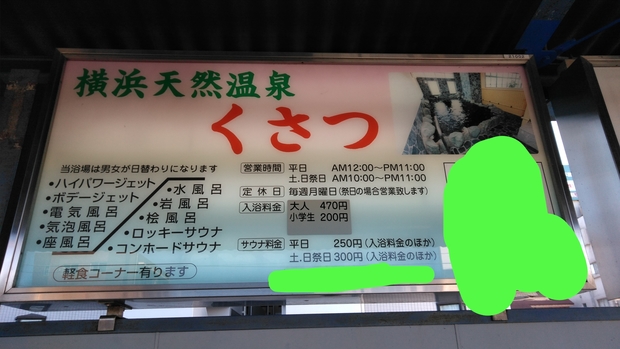 横浜天然温泉
くさつ
当浴場は男女が日替わりになります
・ハイパワージェット
・ボデージェット
・電気風呂
・気泡風呂
・座風呂
・水風呂
・岩風呂
・桧風呂
・ロッキーサウナ
・コンホードサウナ
軽食コーナー有ります
営業時間 平日 AM12:00〜PM11:00
土.日祭日 AM10:00〜PM11:00
定休日 毎週月曜日(祭日の場合営業致します)
入浴料金 大人 470円
小学生 200円
サウナ料金 平日 250円(入浴料金のほか)
土.日祭日300円(入浴料金のほか)